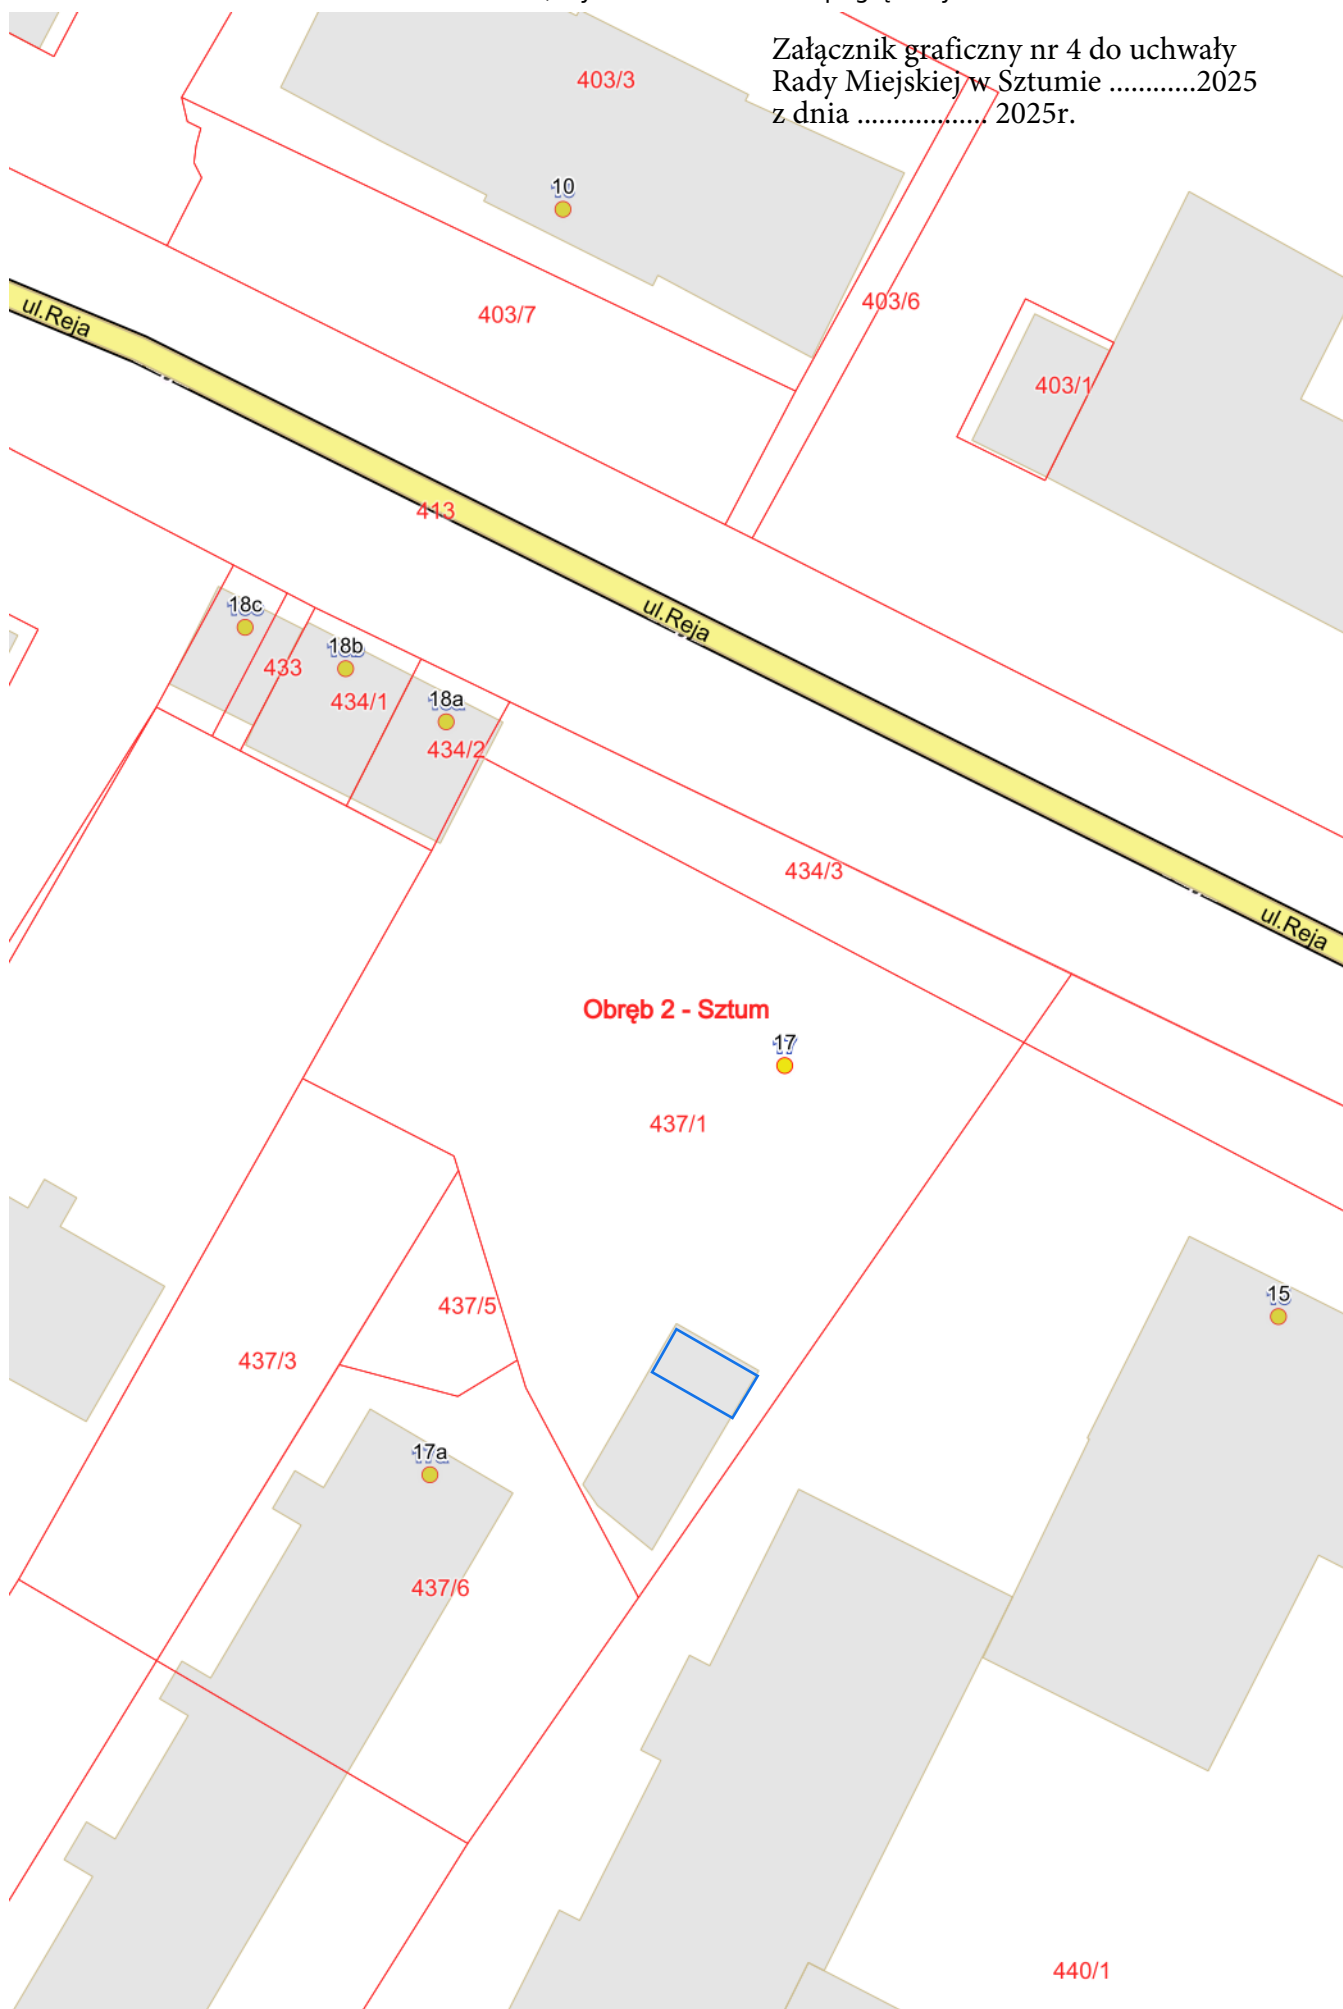 Załącznik graficzny nr 4 do uchwały
Rady Miejskiej w Sztumie ............2025
z dnia .................. 2025r.
403/3
10
403/7
403/6
403/1
ul.Reja
413
ul.Reja
18c
433
18b
434/1
18a
434/2
434/3
ul.Reja
Obręb 2 - Sztum
17
437/1
15
437/5
437/3
17a
437/6
440/1